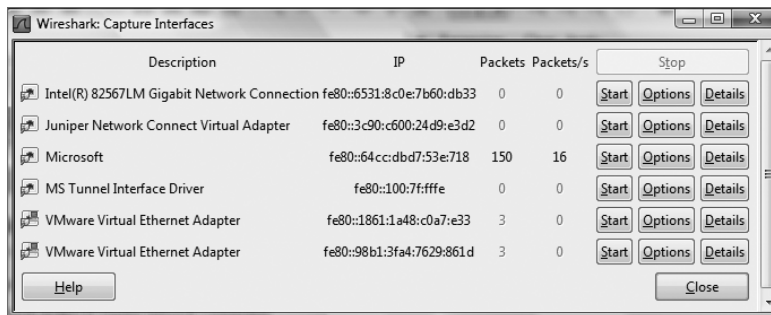 Wireshark: Capture Interfaces
Description IP Packets Packets/s Stop
Intel(R) 82567LM Gigabit Network Connection fe80::6531:8c0e:7b60:db33 0 0 Start Options Details
Juniper Network Connect Virtual Adapter fe80::3c90:c600:24d9:e3d2 0 0 Start Options Details
Microsoft fe80::64cc:dbd7:53e:718 150 16 Start Options Details
MS Tunnel Interface Driver fe80::100:7f:fffe 0 0 Start Options Details
VMware Virtual Ethernet Adapter fe80::1861:1a48:c0a7:e33 3 0 Start Options Details
VMware Virtual Ethernet Adapter fe80::98b1:3fa4:7629:861d 3 0 Start Options Details
Help Close